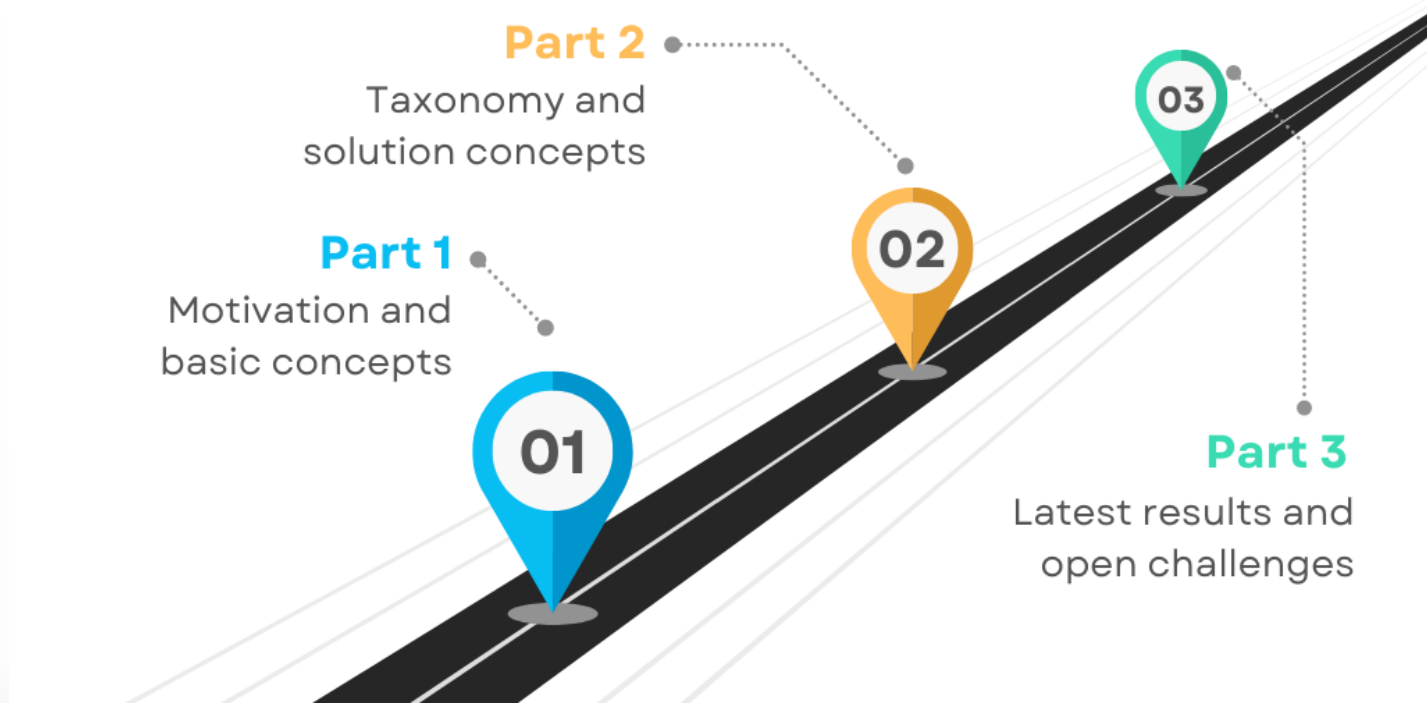 Part 1
Motivation and
basic concepts
01
Part 2
Taxonomy and
solution concepts
02
03
Part 3
Latest results and
open challenges